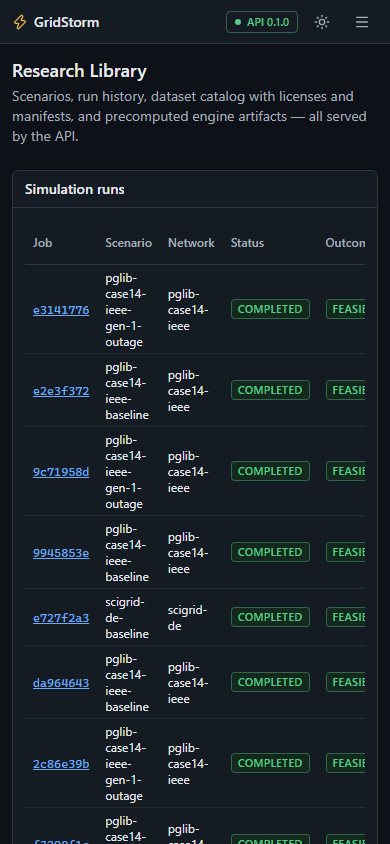 GridStorm
API 0.1.0
Research Library
Scenarios, run history, dataset catalog with licenses and
manifests, and precomputed engine artifacts — all served
by the API.
Simulation runs
Job Scenario Network Status
e3141776 pglib-case14-ieee-gen-1-outage pglib-case14-ieee COMPLETED
e2e3f372 pglib-case14-ieee-baseline pglib-case14-ieee COMPLETED
9c71958d pglib-case14-ieee-gen-1-outage pglib-case14-ieee COMPLETED
9945853e pglib-case14-ieee-baseline pglib-case14-ieee COMPLETED
e727f2a3 scigrid-de-baseline scigrid-de COMPLETED
da964643 pglib-case14-ieee-baseline pglib-case14-ieee COMPLETED
2c86e39b pglib-case14-ieee-gen-1-outage pglib-case14-ieee COMPLETED
pglib-case14- pglib-case14- COMPLETED